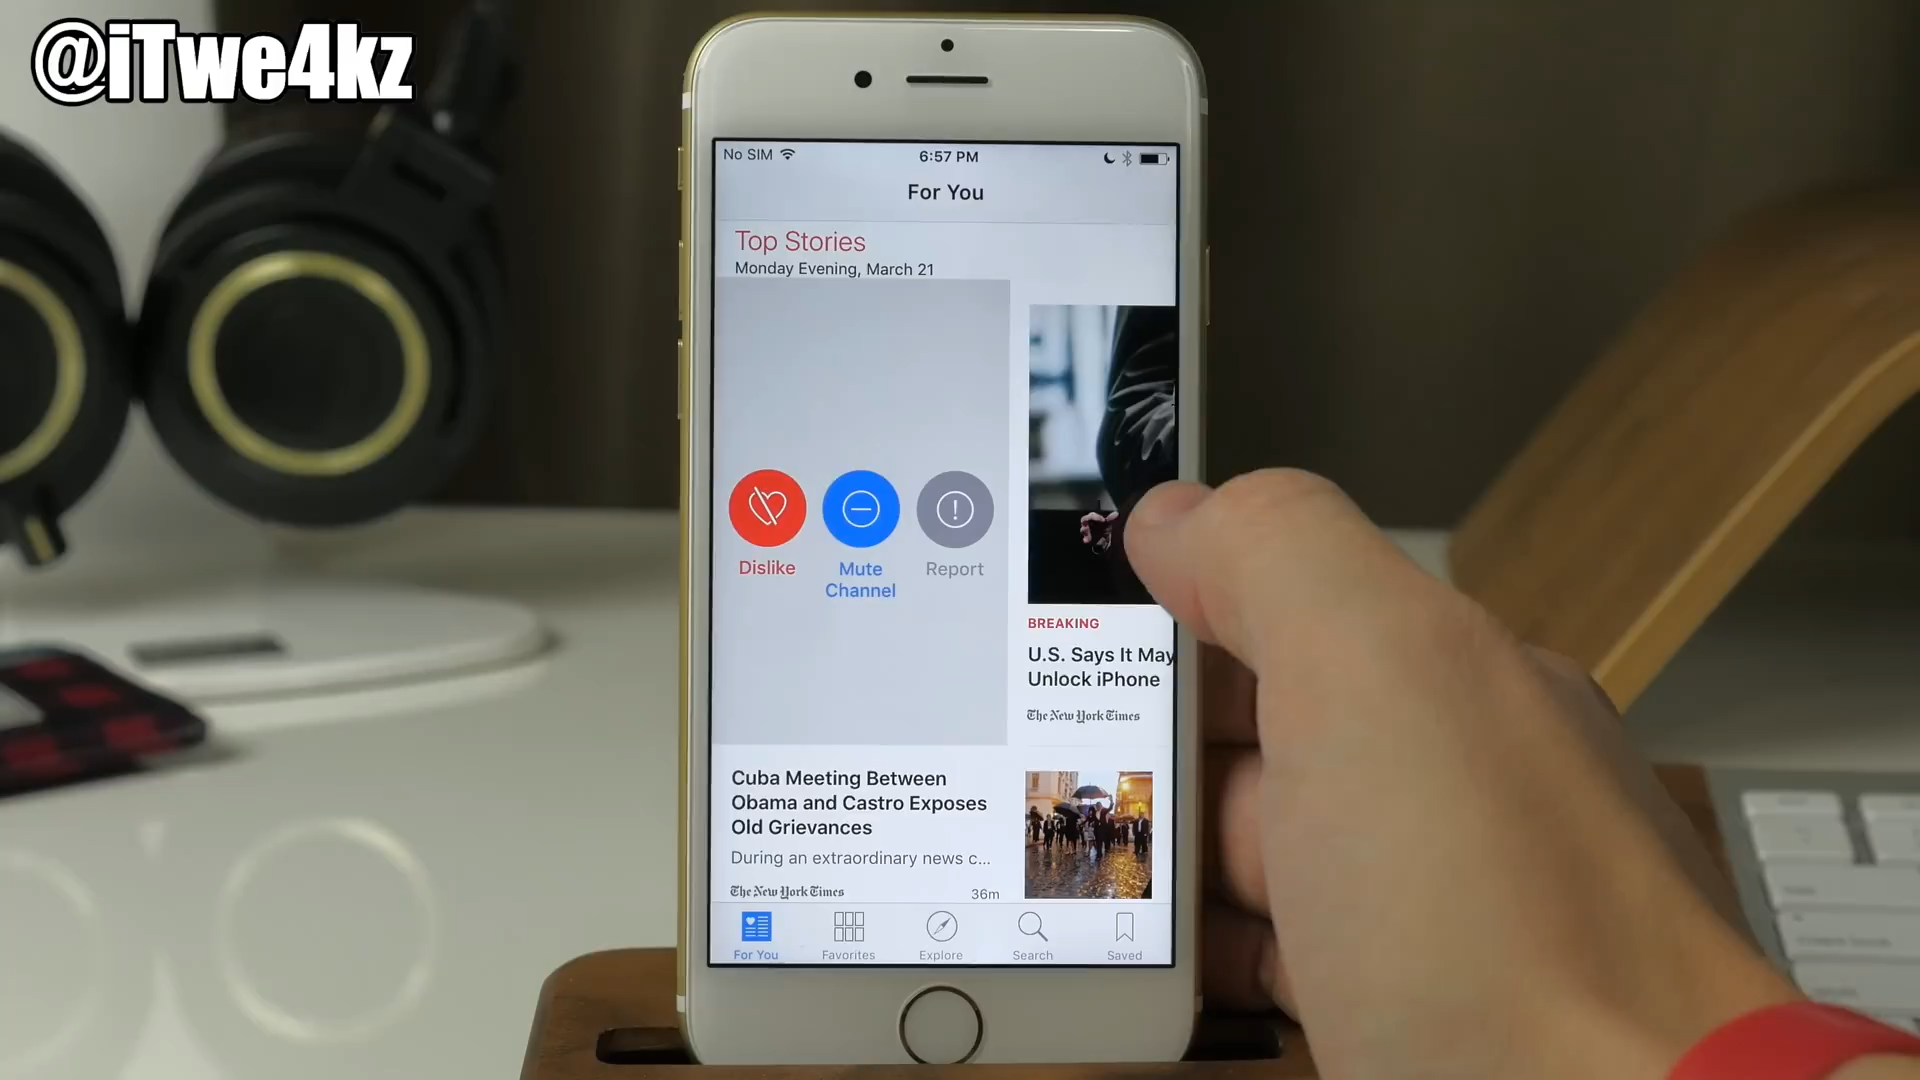 @iTwe4kz
No SIM
6:57 PM
For You
Top Stories
Monday Evening, March 21
Dislike
Mute
Channel
Report
BREAKING
U.S. Says It May
Unlock iPhone
The New York Times
Cuba Meeting Between
Obama and Castro Exposes
Old Grievances
During an extraordinary news c...
The New York Times
36m
For You
Favorites
Explore
Search
Saved